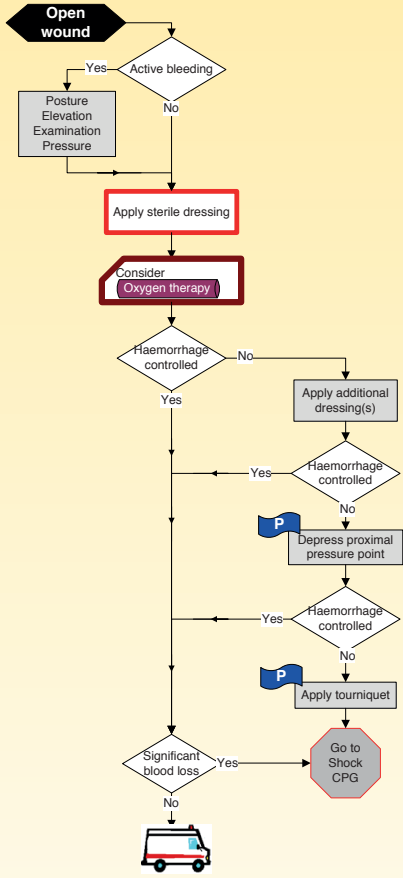 Open
wound
Active bleeding
Yes
No
Posture
Elevation
Examination
Pressure
Apply sterile dressing
Consider
Oxygen therapy
Haemorrhage
controlled
No
Yes
Apply additional
dressing(s)
Haemorrhage
controlled
Yes
No
P
Depress proximal
pressure point
Haemorrhage
controlled
Yes
No
P
Apply tourniquet
Significant
blood loss
Yes
No
Go to
Shock
CPG